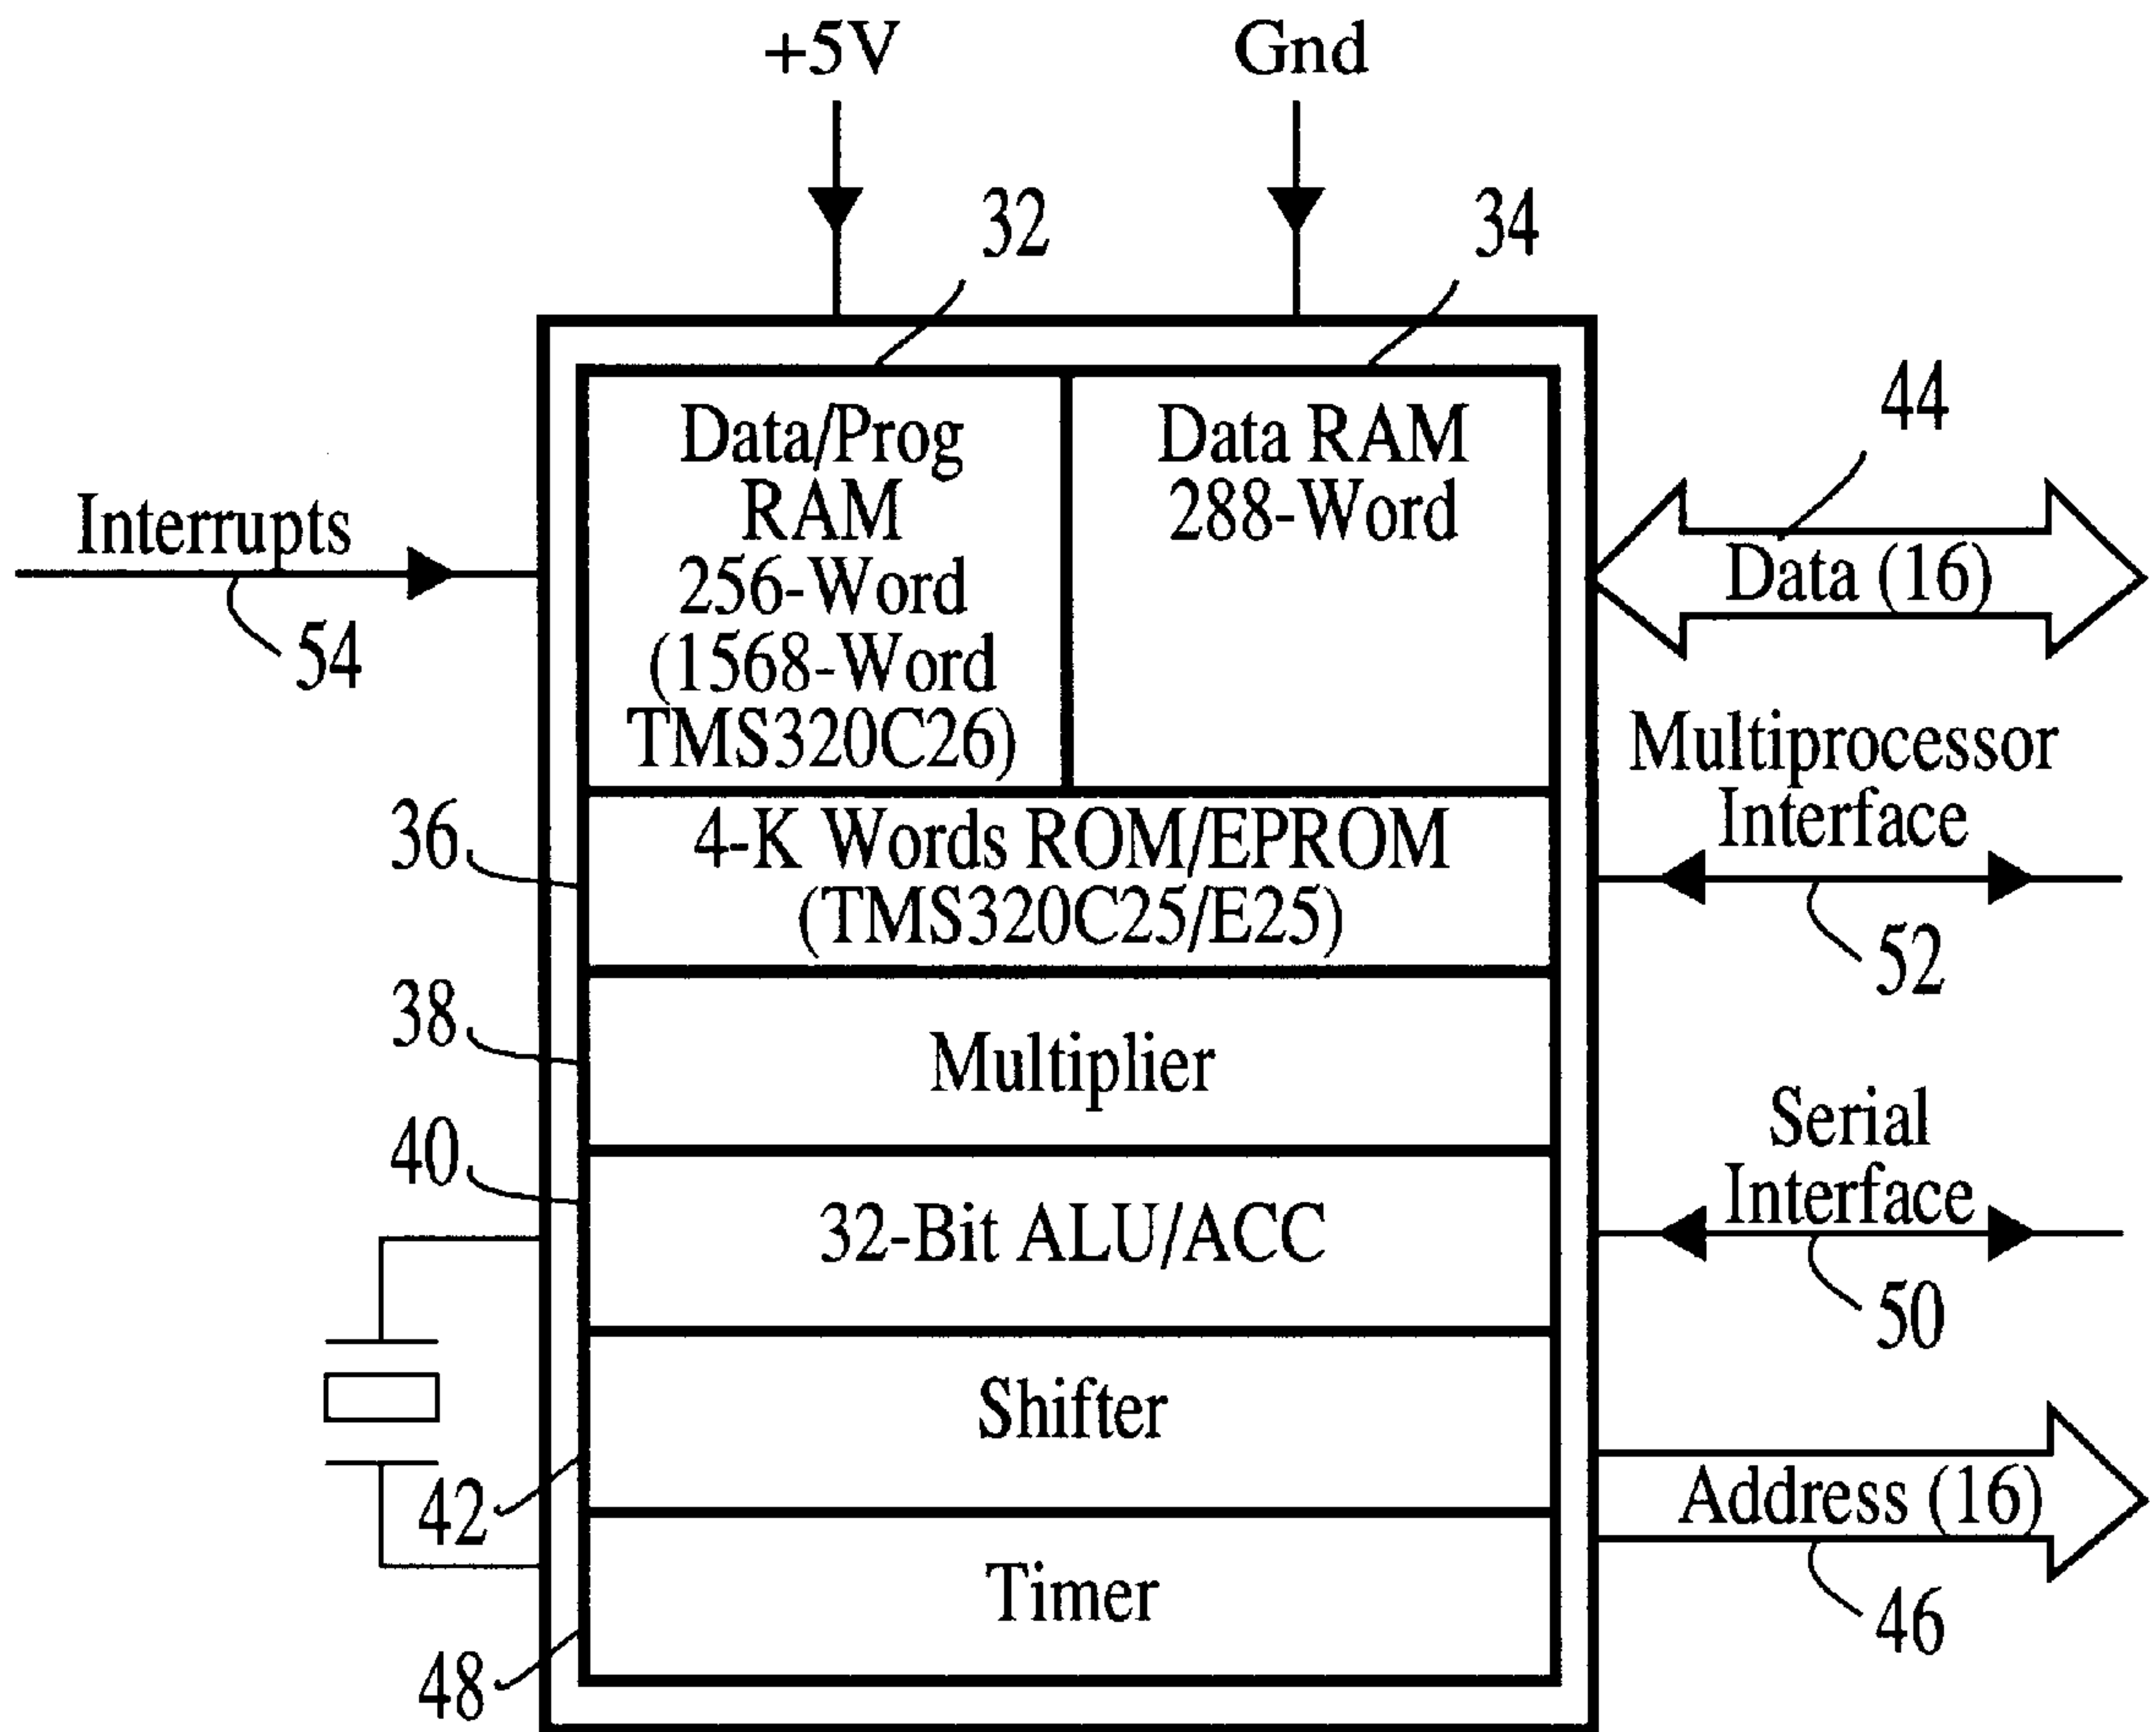 +5V
Gnd
32
34
Data/Prog
RAM
256-Word
(1568-Word
TMS320C26)
Data RAM
288-Word
44
Interrupts
54
Data (16)
Multiprocessor
Interface
52
36
4-K Words ROM/EPROM
(TMS320C25/E25)
38
Multiplier
40
32-Bit ALU/ACC
Serial
Interface
50
Shifter
42
Address (16)
46
Timer
48